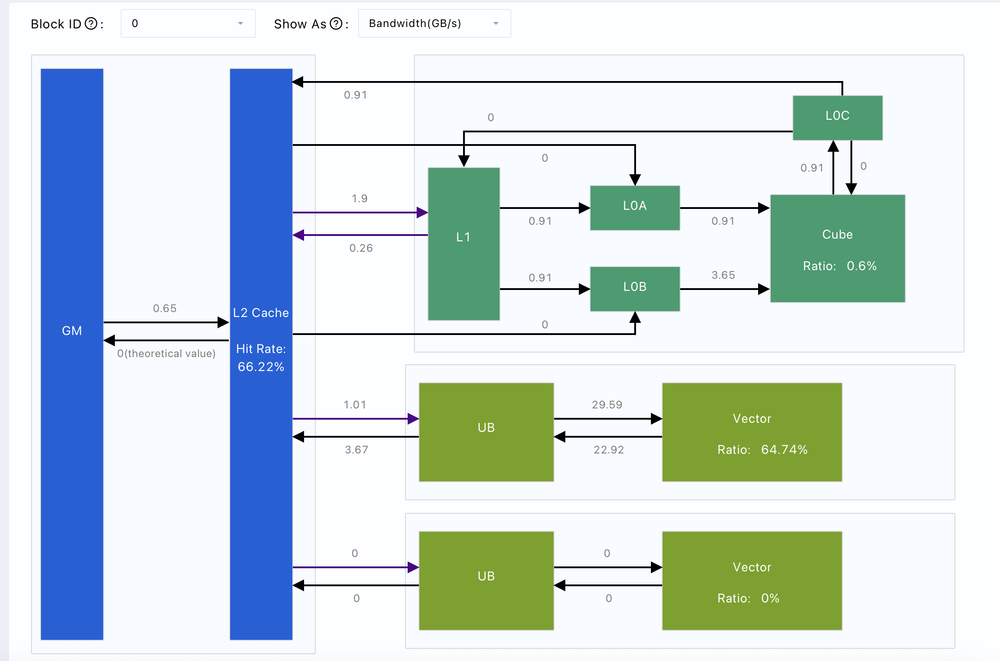 Block ID ? : 0 Show As ? : Bandwidth(GB/s)
0.91
L0C
0
0
0.91
0
1.9
L0A
0.91
0.91
L1
Cube
0.26
Ratio: 0.6%
0.91
3.65
L0B
0
0.65
L2 Cache
GM
0(theoretical value)
Hit Rate:
66.22%
1.01
29.59
Vector
UB
3.67
22.92
Ratio: 64.74%
0
0
Vector
UB
0
0
Ratio: 0%